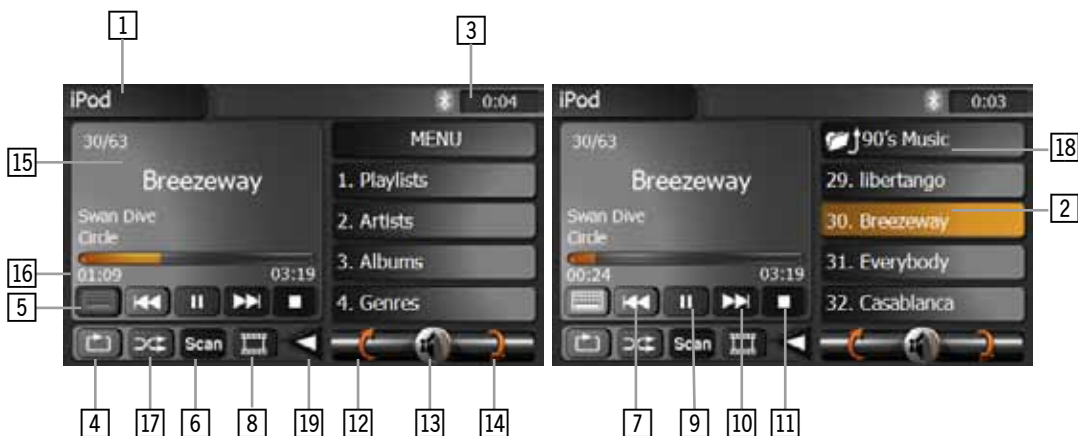 1
3
iPod
0:04
30/63
MENU
15
Breezeway
1. Playlists
Swan Dive
2. Artists
Circle
3. Albums
16
01:09
03:19
5
4. Genres
Scan
4
17
6
8
19
12
13
14
iPod
0:03
30/63
90's Music
18
Breezeway
29. libertango
Swan Dive
30. Breezeway
2
Circle
31. Everybody
00:24
03:19
32. Casablanca
Scan
7
9
10
11